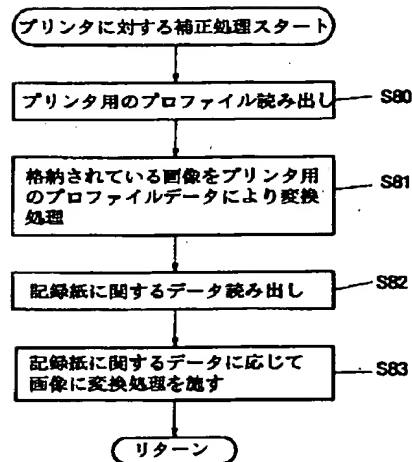 プリンタに対する補正処理スタート
プリンタ用のプロファイル読み出し
S80
格納されている画像をプリンタ用
のプロファイルデータにより変換
処理
S81
記録紙に関するデータ読み出し
S82
記録紙に関するデータに応じて
画像に変換処理を施す
S83
リターン